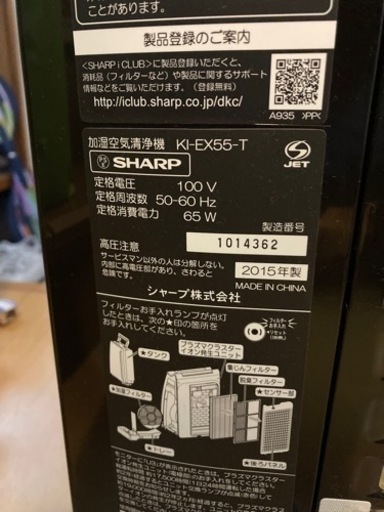 ことがあります。
製品登録のご案内
<SHARP i CLUB>に製品登録いただくと、
消耗品(フィルターなど)や製品に関するサポート
情報などをご覧いただけます。
http://iclub.sharp.co.jp/dkc/
A935 >PP<
加湿空気清浄機 KI-EX55-T
SHARP
JET
定格電圧 100 V
定格周波数 50-60 Hz
定格消費電力 65 W
製造番号
1014362
高圧注意
サービスマン以外の人は分解しない。
内部に高電圧部があり、さわると
危険です。
2015年製
MADE IN CHINA
シャープ株式会社
フィルターお手入れランプが点灯
したときは、次の★印の箇所を
お手入れしてください。
フィルター
お手入れ
リセット
プラズマクラスター
イオン発生ユニット
★タンク
集じんフィルター
脱臭フィルター
★センサー部
★加湿フィルター
★トレー
★後ろパネル